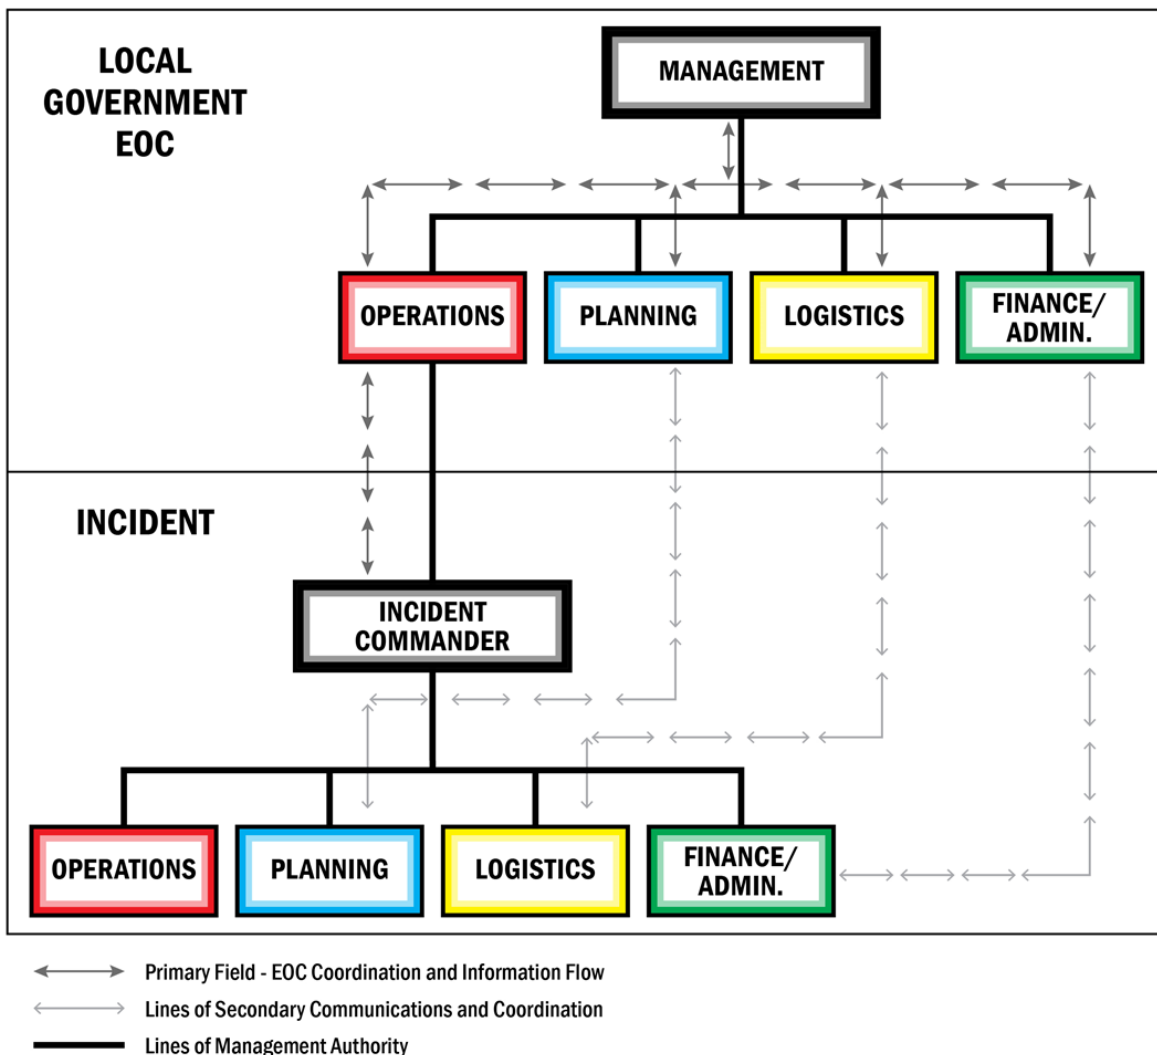 LOCAL
GOVERNMENT
EOC
MANAGEMENT
OPERATIONS
PLANNING
LOGISTICS
FINANCE/
ADMIN.
INCIDENT
INCIDENT
COMMANDER
OPERATIONS
PLANNING
LOGISTICS
FINANCE/
ADMIN.
Primary Field - EOC Coordination and Information Flow
Lines of Secondary Communications and Coordination
Lines of Management Authority